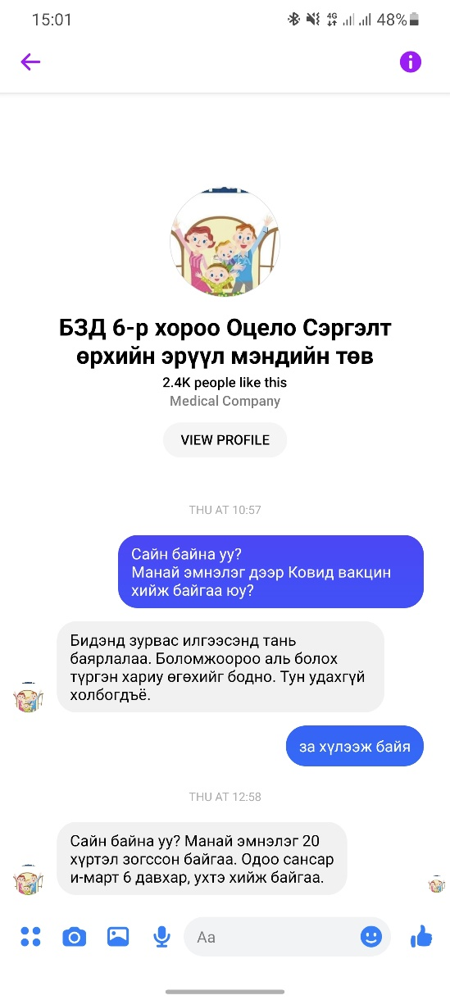 15:01
4G
48%
БЗД 6-р хороо Оцело Сэргэлт
өрхийн эрүүл мэндийн төв
2.4K people like this
Medical Company
VIEW PROFILE
THU AT 10:57
Сайн байна уу?
Манай эмнэлэг дээр Ковид вакцин
хийж байгаа юу?
Бидэнд зурвас илгээсэнд тань
баярлалаа. Боломжоороо аль болох
түргэн хариу өгөхийг бодно. Тун удахгүй
холбогдъё.
за хүлээж байя
THU AT 12:58
Сайн байна уу? Манай эмнэлэг 20
хүртэл зогссон байгаа. Одоо сансар
и-март 6 давхар, ухтэ хийж байгаа.
Aa